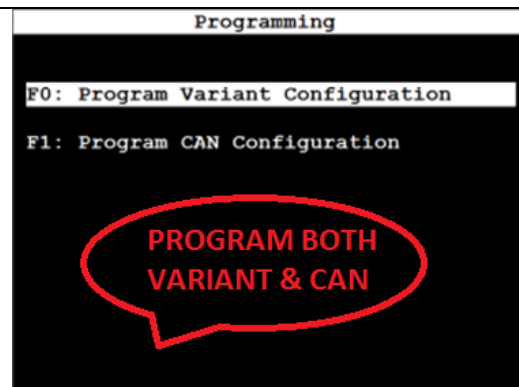 Programming
F0: Program Variant Configuration
F1: Program CAN Configuration
PROGRAM BOTH
VARIANT & CAN